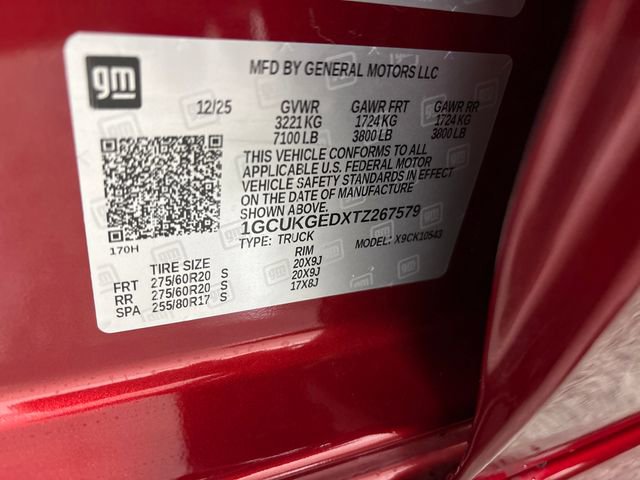 gm
MFD BY GENERAL MOTORS LLC
12/25 GVWR GAWR FRT GAWR RR
3221 KG 1724 KG 1724 KG
7100 LB 3800 LB 3800 LB
THIS VEHICLE CONFORMS TO ALL
APPLICABLE U.S. FEDERAL MOTOR
VEHICLE SAFETY STANDARDS IN EFFECT
ON THE DATE OF MANUFACTURE
SHOWN ABOVE.
1GCUKGEDXTZ267579
TYPE: TRUCK MODEL: X9CK10543
170H
TIRE SIZE RIM
FRT 275/60R20 S 20X9J
RR 275/60R20 S 20X9J
SPA 255/80R17 S 17X8J